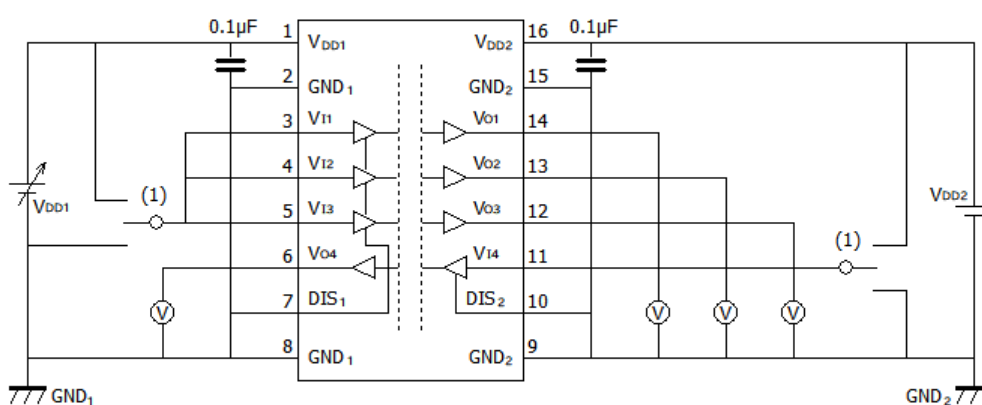 0.1μF 1 16 0.1μF
VDD1 VDD2
2 15
GND1 GND2
3 VI1 VO1 14
4 VI2 VO2 13
(1) VDD1 5 VI3 VO3 12 (1) VDD2
6 VO4 VI4 11
V 7 DIS1 DIS2 10 V V V
8 GND1 GND2 9
GND1 GND2